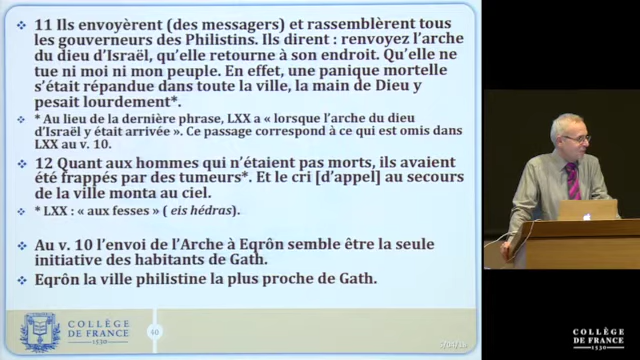 11 Ils envoyèrent (des messagers) et rassemblèrent tous
les gouverneurs des Philistins. Ils dirent : renvoyez l'arche
du dieu d'Israël, qu'elle retourne à son endroit. Qu'elle ne
tue ni moi ni mon peuple. En effet, une panique mortelle
s'était répandue dans toute la ville, la main de Dieu y
pesait lourdement*.
* Au lieu de la dernière phrase, LXX a « lorsque l'arche du dieu
d'Israël y était arrivée ». Ce passage correspond à ce qui est omis dans
LXX au v. 10.
12 Quant aux hommes qui n'étaient pas morts, ils avaient
été frappés par des tumeurs*. Et le cri [d'appel] au secours
de la ville monta au ciel.
* LXX : « aux fesses » ( eis hédras).
Au v. 10 l'envoi de l'Arche à Eqrôn semble être la seule
initiative des habitants de Gath.
Eqrôn la ville philistine la plus proche de Gath.
COLLÈGE
DE FRANCE
1530
40
COLLÈGE
DE FRANCE
1530